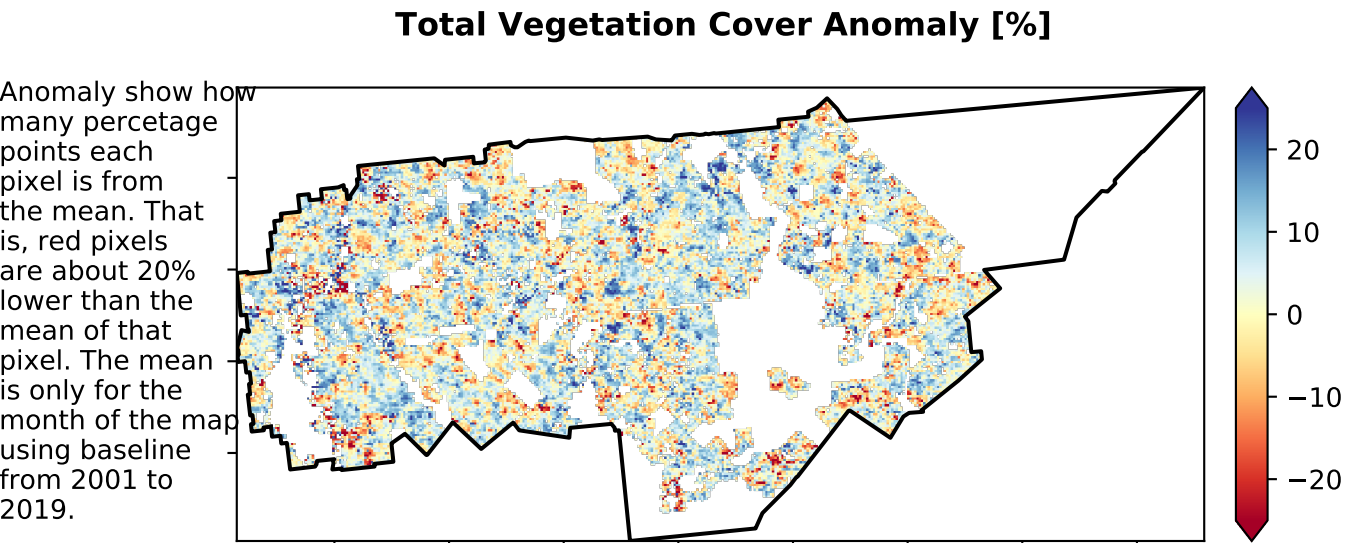 Total Vegetation Cover Anomaly [%]
Anomaly show how
many percetage
points each
pixel is from
the mean. That
is, red pixels
are about 20%
lower than the
mean of that
pixel. The mean
is only for the
month of the map
using baseline
from 2001 to
2019.
20
10
0
−10
−20